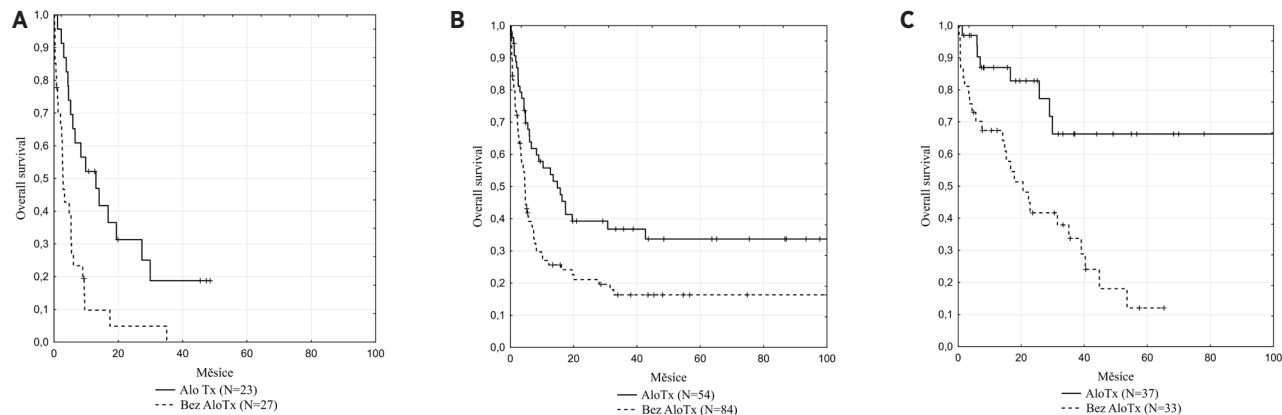 A
Overall survival
1,0
0,9
0,8
0,7
0,6
0,5
0,4
0,3
0,2
0,1
0,0
0 20 40 60 80 100
Měsíce
Alo Tx (N=23)
Bez AloTx (N=27)
B
Overall survival
1,0
0,9
0,8
0,7
0,6
0,5
0,4
0,3
0,2
0,1
0,0
0 20 40 60 80 100
Měsíce
AloTx (N=54)
Bez AloTx (N=84)
C
Overall survival
1,0
0,9
0,8
0,7
0,6
0,5
0,4
0,3
0,2
0,1
0,0
0 20 40 60 80 100
Měsíce
AloTx (N=37)
Bez AloTx (N=33)